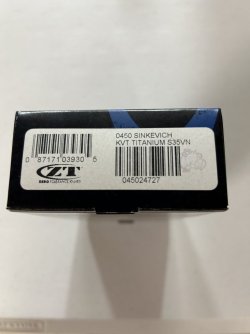 0450 SINKEVICH
KVT TITANIUM S35VN
0 87171 03930 5
045024727
ZT
ZERO TOLERANCE KNIVES